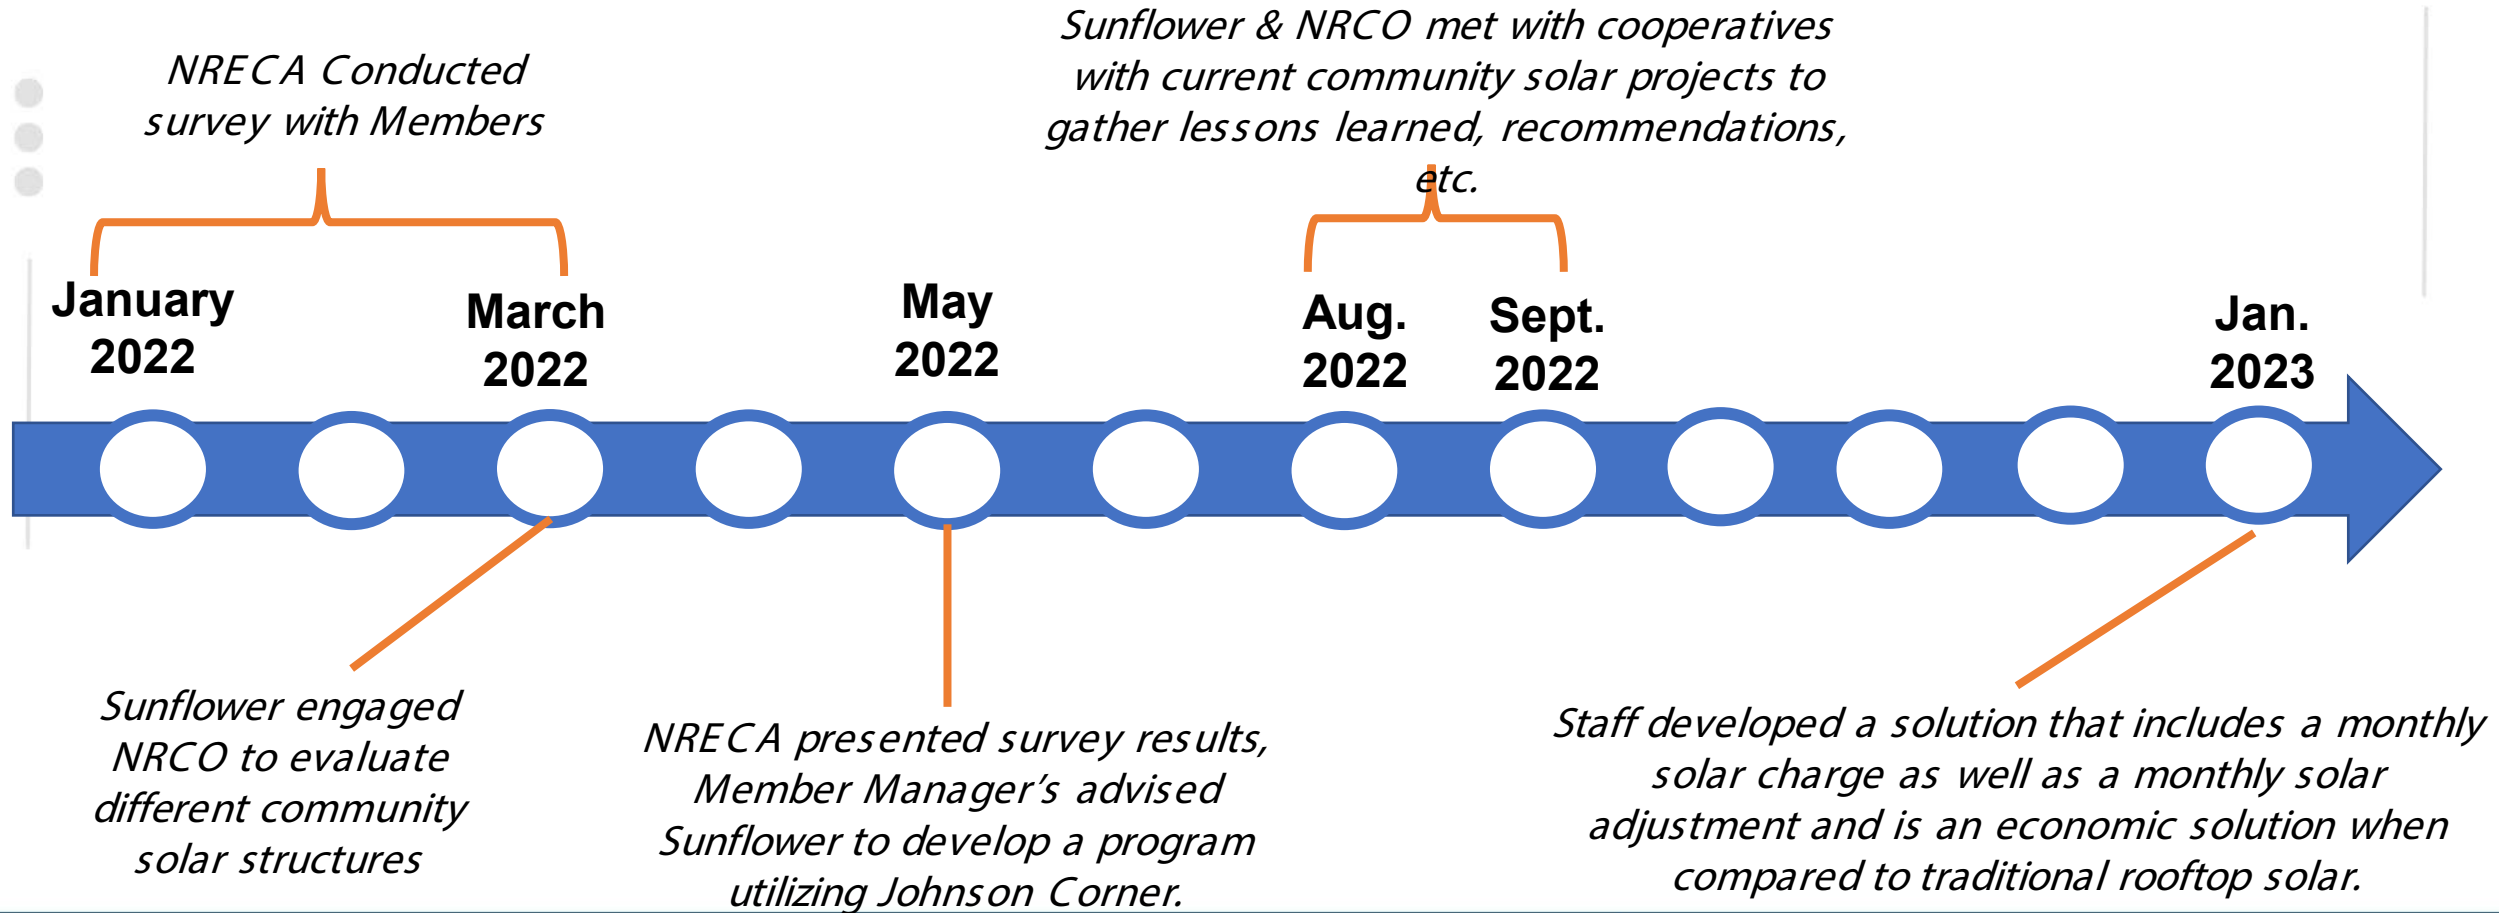 NRECA Conducted
survey with Members
Sunflower & NRCO met with cooperatives
with current community solar projects to
gather lessons learned, recommendations,
etc.
January
2022
March
2022
May
2022
Aug.
2022
Sept.
2022
Jan.
2023
Sunflower engaged
NRCO to evaluate
different community
solar structures
NRECA presented survey results,
Member Manager’s advised
Sunflower to develop a program
utilizing Johnson Corner.
Staff developed a solution that includes a monthly
solar charge as well as a monthly solar
adjustment and is an economic solution when
compared to traditional rooftop solar.